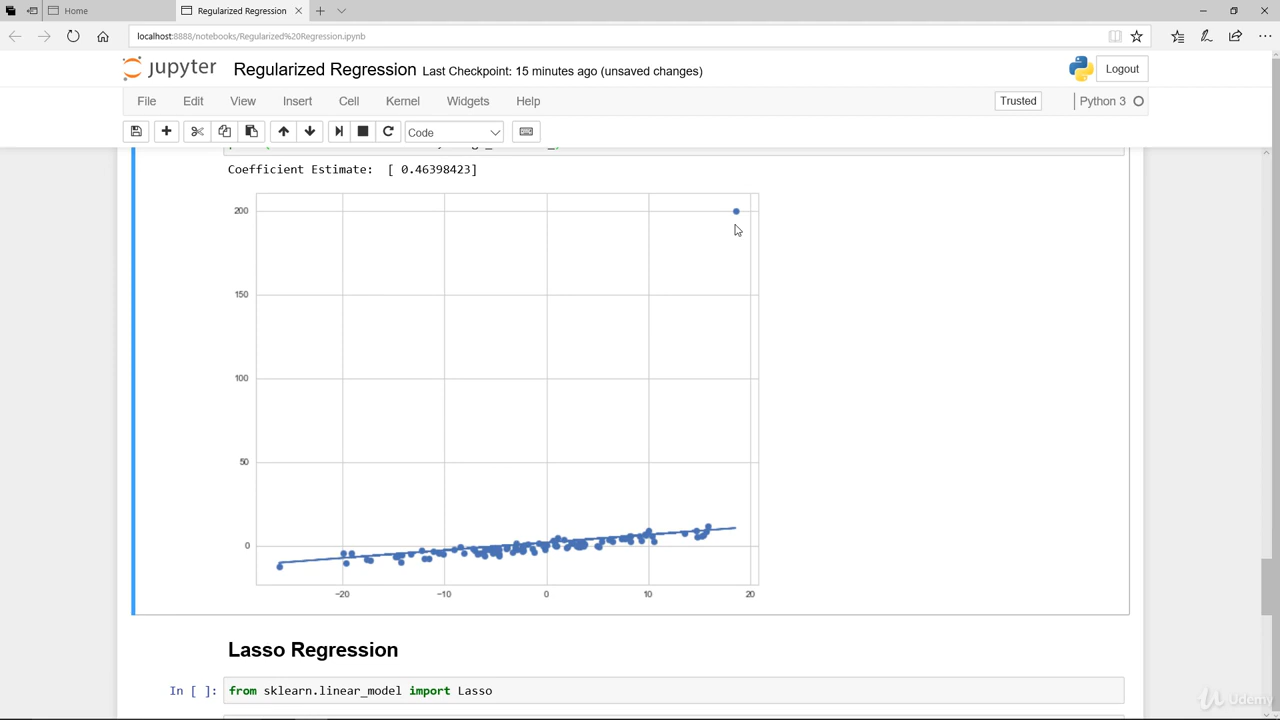 Home
Regularized Regression
localhost:8888/notebooks/Regularized%20Regression.ipynb
jupyter Regularized Regression Last Checkpoint: 15 minutes ago (unsaved changes)
Logout
File Edit View Insert Cell Kernel Widgets Help
Trusted
Python 3
Code
Coefficient Estimate: [ 0.46398423]
200
150
100
50
0
−20 −10 0 10 20
Lasso Regression
In [ ]: from sklearn.linear_model import Lasso
Udemy